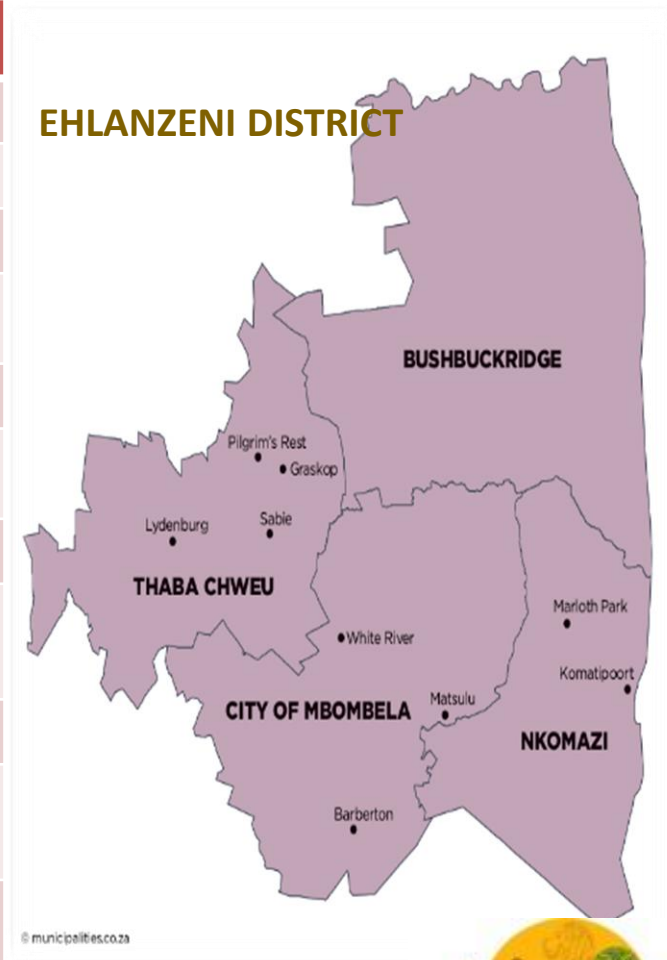 EHLANZENI DISTRICT
BUSHBUCKRIDGE
Pilgrim's Rest
Graskop
Lydenburg
Sabie
THABA CHWEU
Marloth Park
White River
Komatipoort
Matsulu
CITY OF MBOMBELA
NKOMAZI
Barberton
© municipalities.co.za